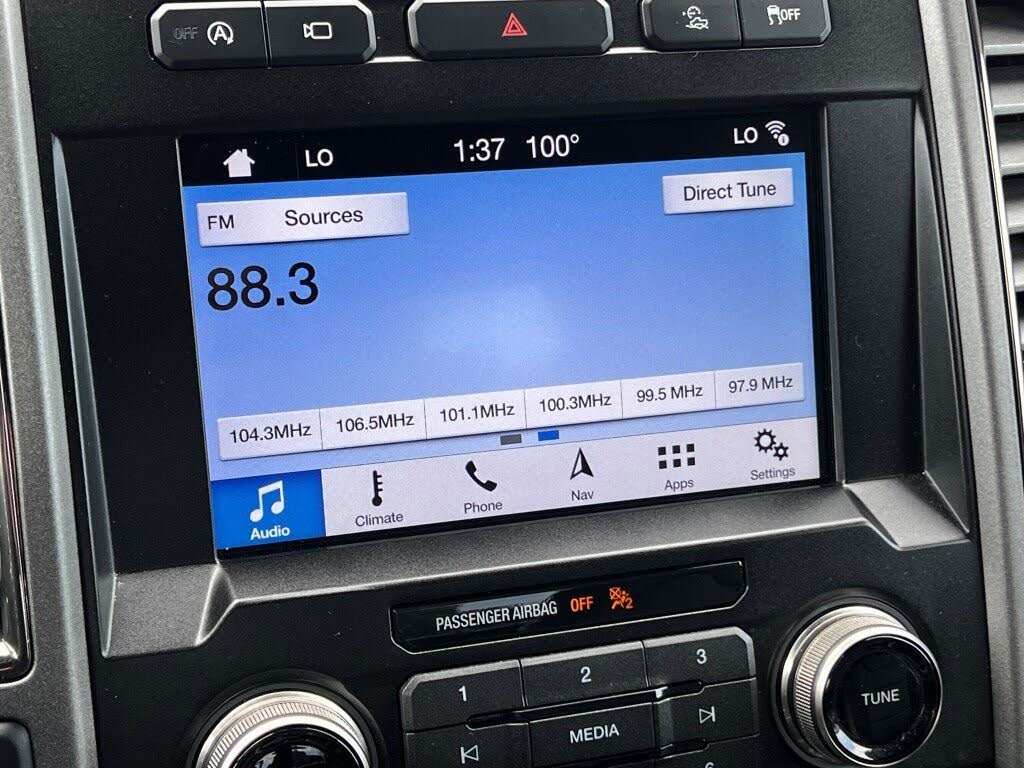 OFF
OFF
LO 1:37 100° LO
FM Sources Direct Tune
88.3
104.3MHz 106.5MHz 101.1MHz 100.3MHz 99.5 MHz 97.9 MHz
Audio Climate Phone Nav Apps Settings
PASSENGER AIRBAG OFF 2
1 2 3
MEDIA
TUNE